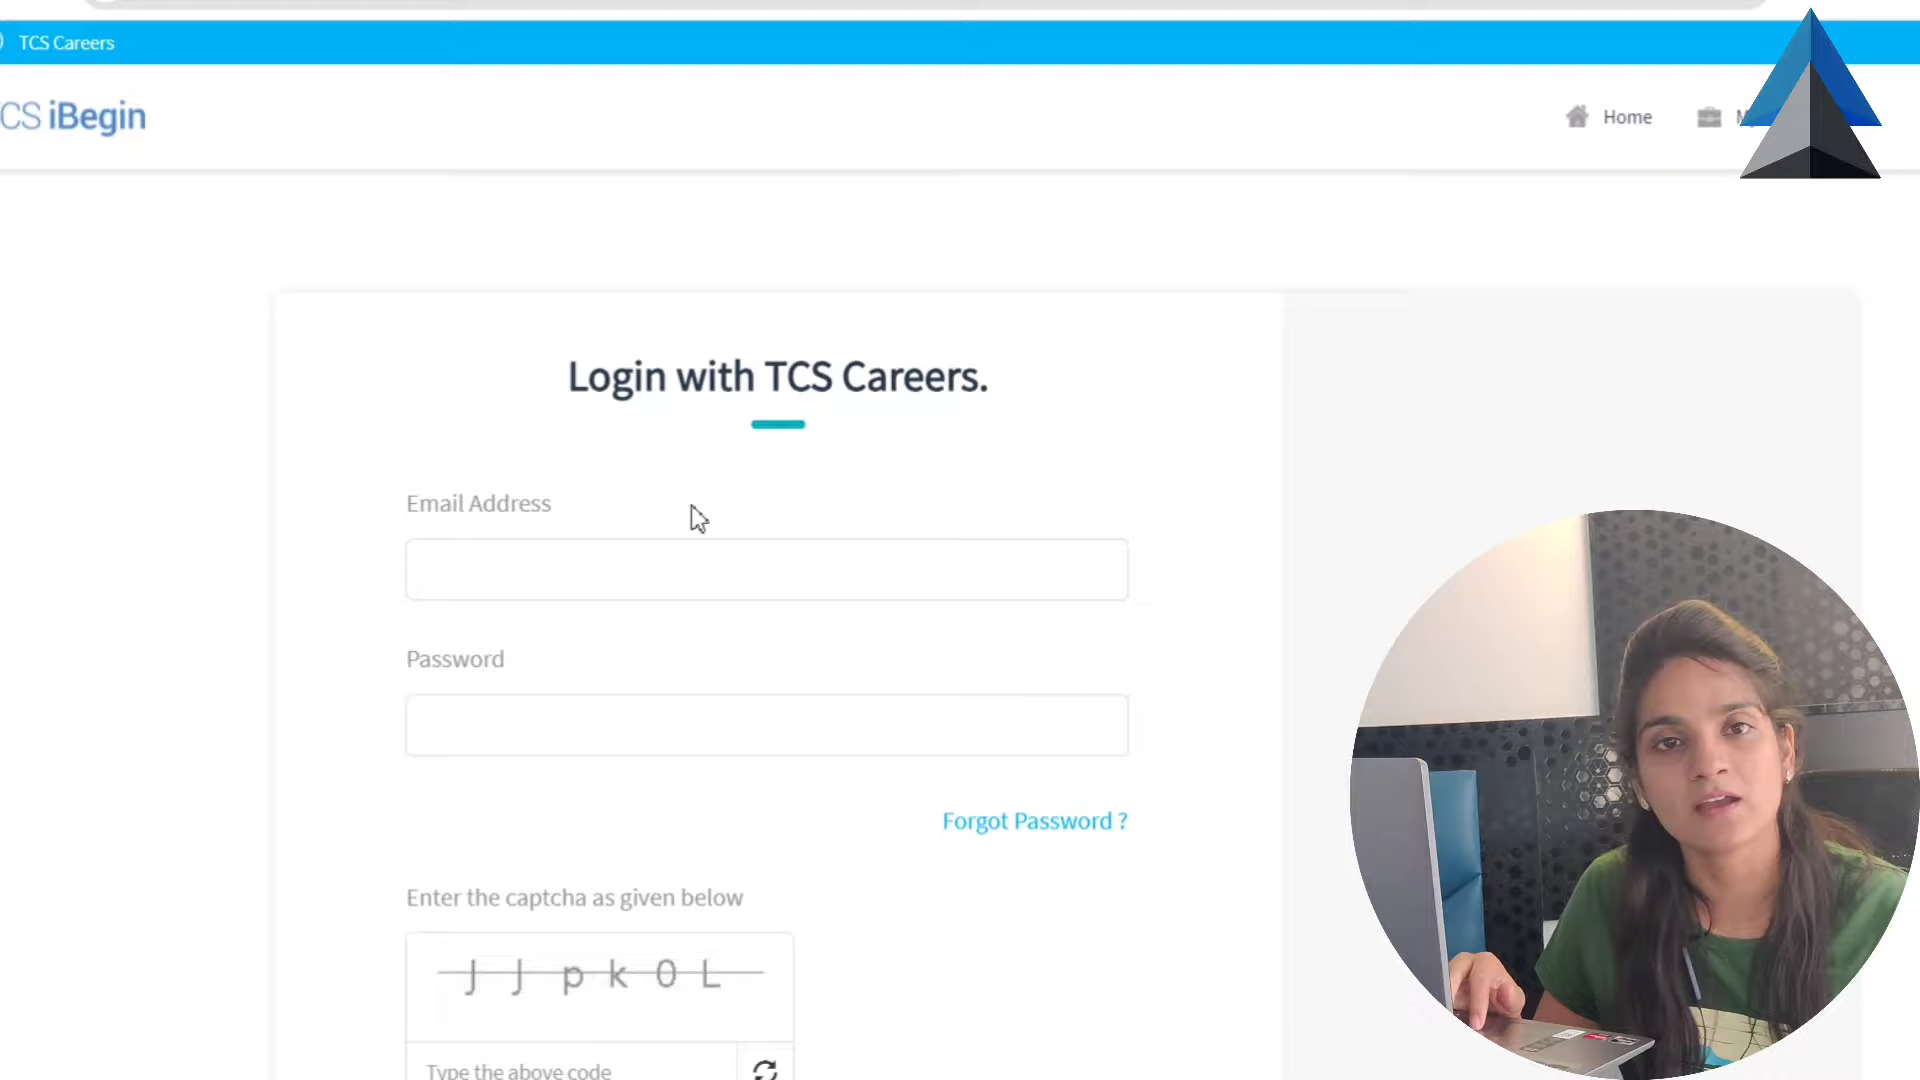 TCS Careers
CS iBegin
Home
Login with TCS Careers.
Email Address
Password
Forgot Password ?
Enter the captcha as given below
J J p k 0 L
Type the above code